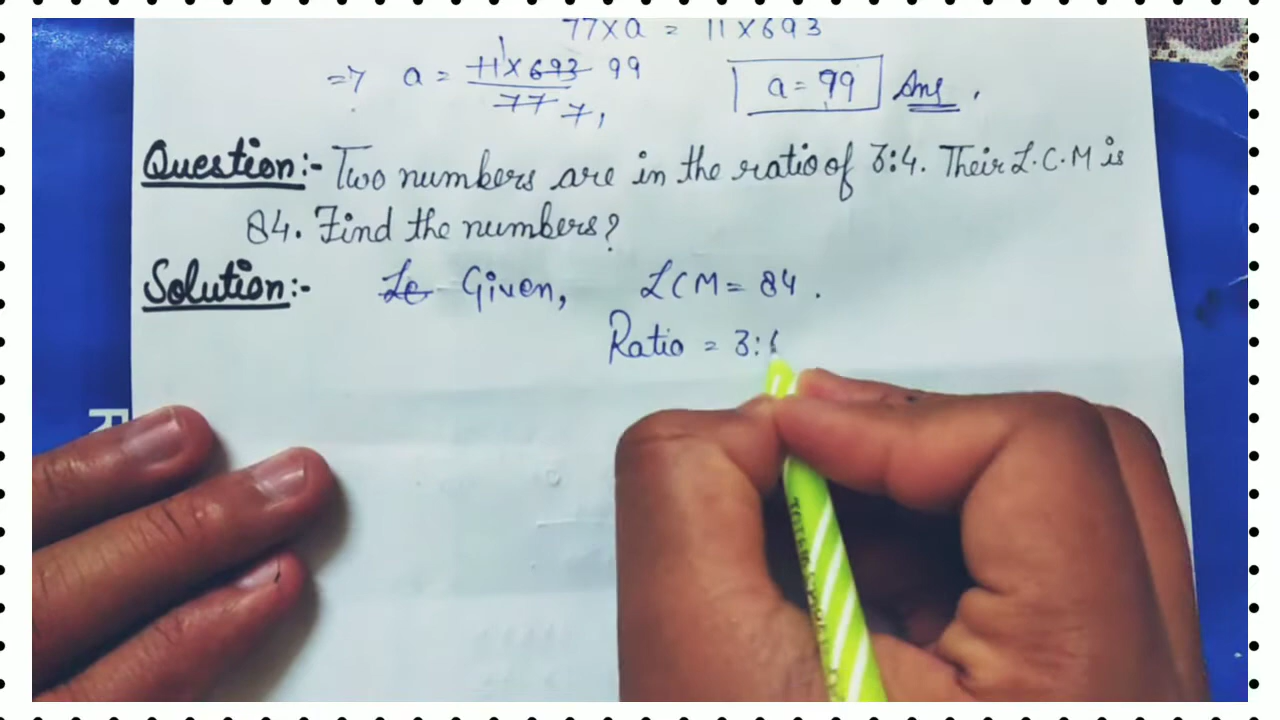 77 x a = 11 x 693
=> a = 11 x 693 99
77 7,
a = 99 Ans.
Question:- Two numbers are in the ratio of 3:4. Their L.C.M is
84. Find the numbers?
Solution:- Le Given, LCM = 84.
Ratio = 3:
R